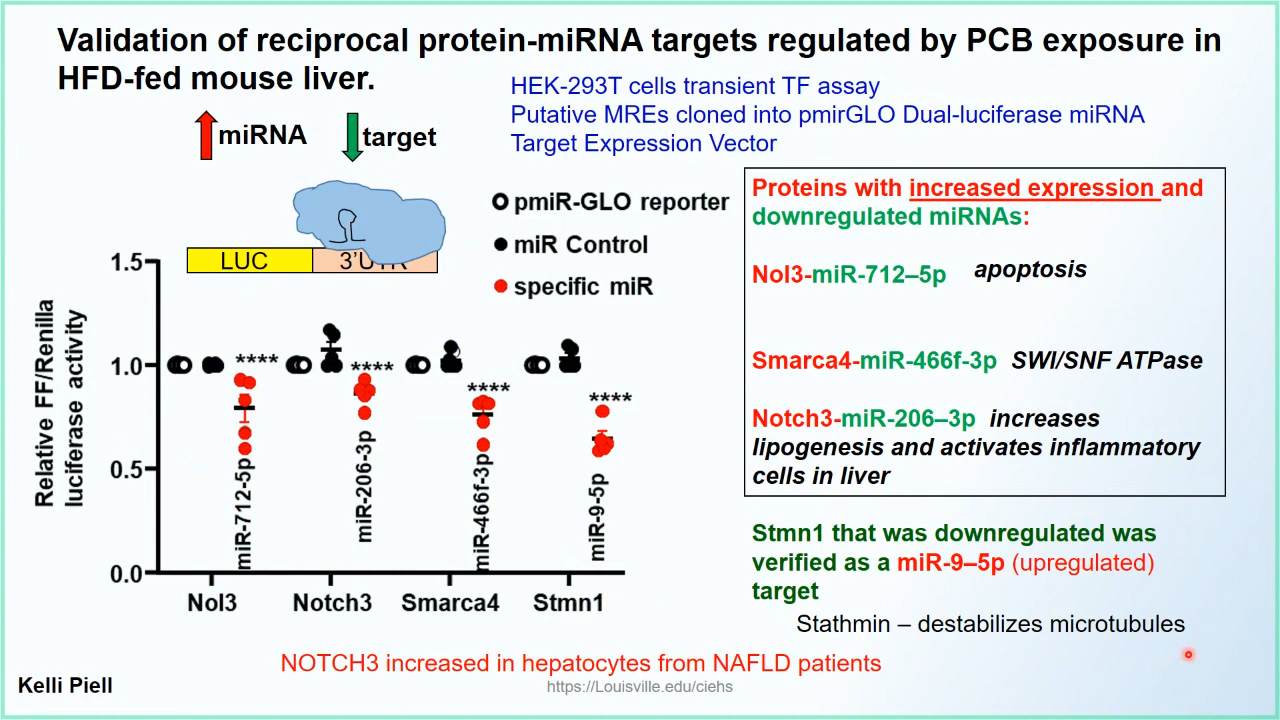 Validation of reciprocal protein-miRNA targets regulated by PCB exposure in
HFD-fed mouse liver.
HEK-293T cells transient TF assay
Putative MREs cloned into pmirGLO Dual-luciferase miRNA
Target Expression Vector
miRNA
target
LUC
3'UTR
pmiR-GLO reporter
miR Control
specific miR
Relative FF/Renilla
luciferase activity
1.5
1.0
0.5
0.0
****
****
****
****
miR-712-5p
miR-206-3p
miR-466f-3p
miR-9-5p
Nol3
Notch3
Smarca4
Stmn1
Proteins with increased expression and
downregulated miRNAs:
Nol3-miR-712–5p apoptosis
Smarca4-miR-466f-3p SWI/SNF ATPase
Notch3-miR-206–3p increases
lipogenesis and activates inflammatory
cells in liver
Stmn1 that was downregulated was
verified as a miR-9–5p (upregulated)
target
Stathmin – destabilizes microtubules
NOTCH3 increased in hepatocytes from NAFLD patients
Kelli Piell
https://Louisville.edu/ciehs